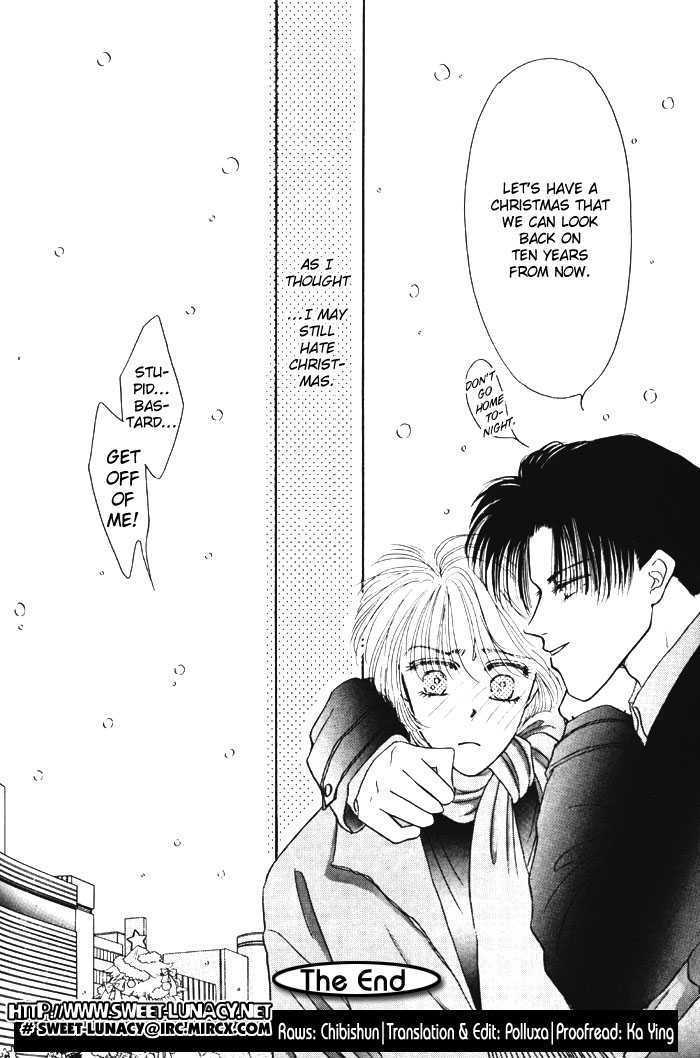 LET'S HAVE A
CHRISTMAS THAT
WE CAN LOOK
BACK ON
TEN YEARS
FROM NOW.
DON'T
GO
HOME
TO-
NIGHT.
AS I
THOUGHT
...I MAY
STILL
HATE
CHRIST-
MAS.
STU-
PID...
BAS-
TARD...
GET
OFF
OF
ME!
The End
HTTP://WWW.SWEET-LUNACY.NET
# SWEET-LUNACY@IRC.MIRCX.COM
Raws: Chibishun|Translation & Edit: Polluxa|Proofread: Ka Ying